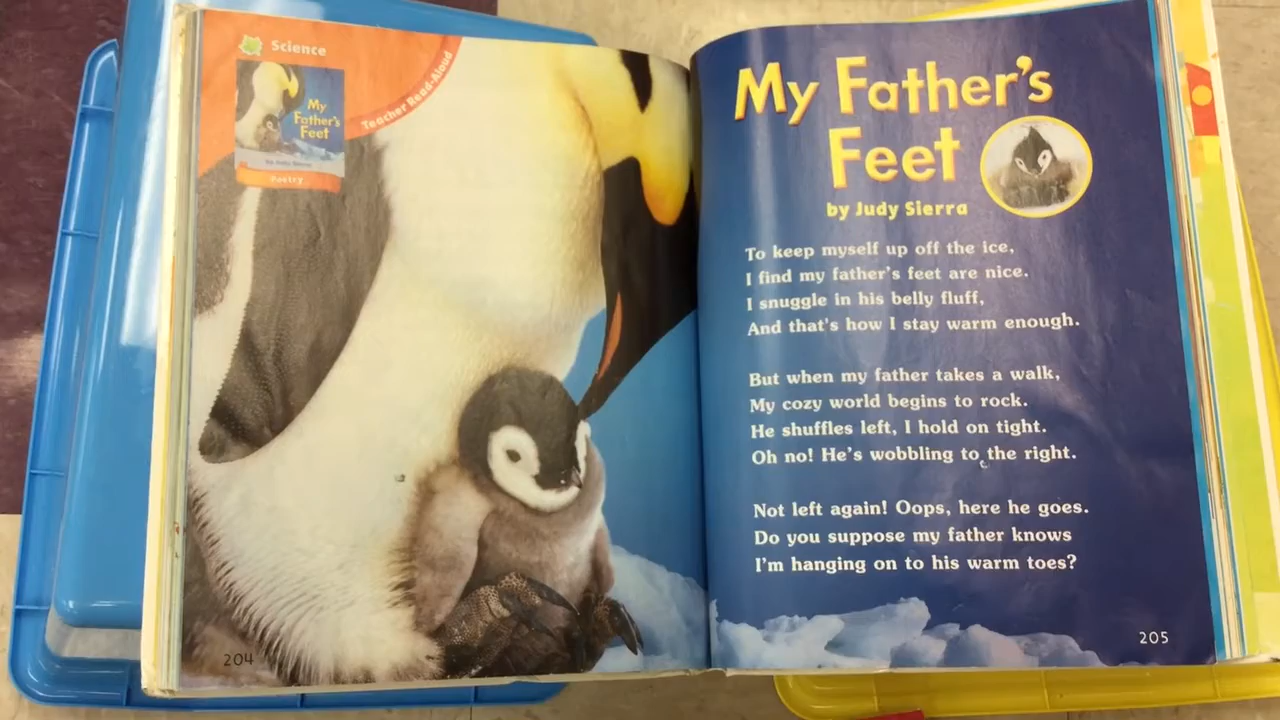 Science
Teacher Read-Aloud
My
Father's
Feet
by Judy Sierra
Poetry
204
My Father's
Feet
by Judy Sierra
To keep myself up off the ice,
I find my father's feet are nice.
I snuggle in his belly fluff,
And that's how I stay warm enough.
But when my father takes a walk,
My cozy world begins to rock.
He shuffles left, I hold on tight.
Oh no! He's wobbling to the right.
Not left again! Oops, here he goes.
Do you suppose my father knows
I'm hanging on to his warm toes?
205